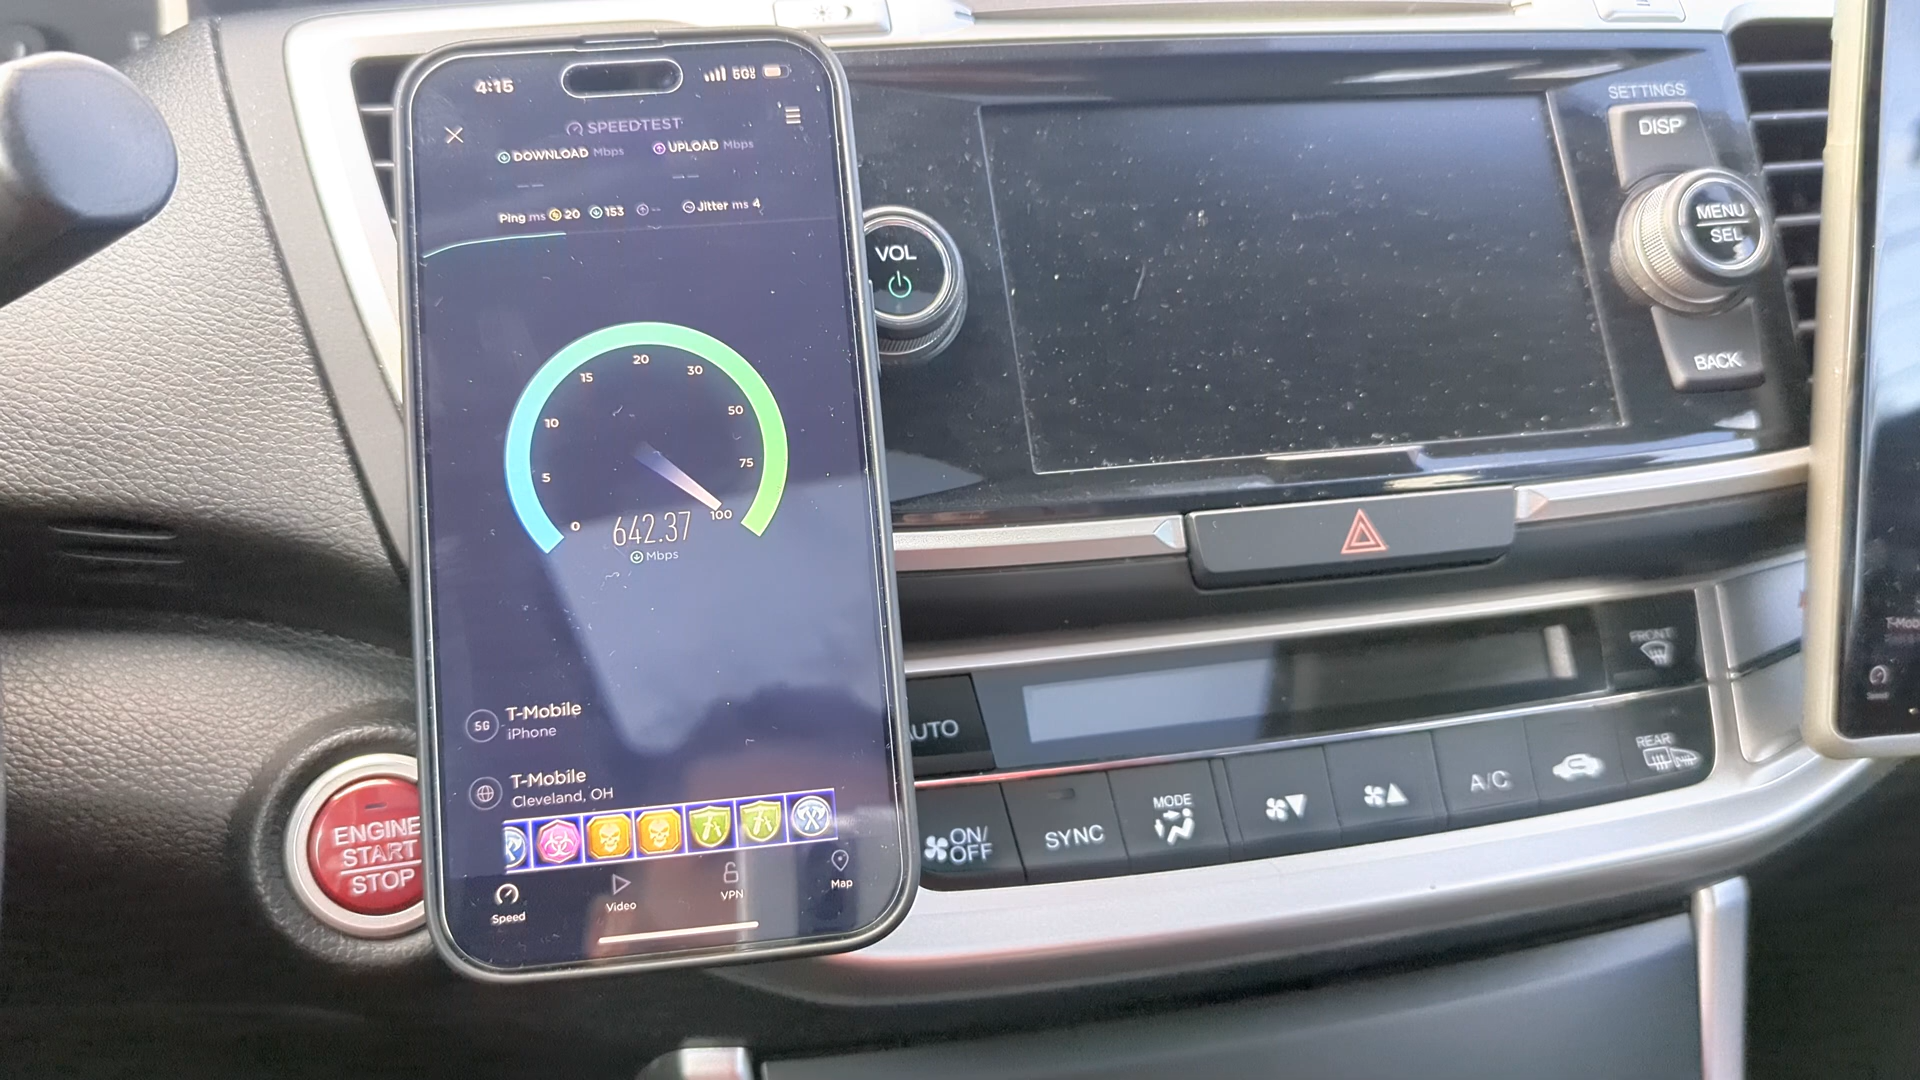 4:15 5G
SPEEDTEST
DOWNLOAD Mbps UPLOAD Mbps
-- --
Ping ms 20 153 -- Jitter ms 4
0 5 10 15 20 30 50 75 100
642.37
Mbps
5G T-Mobile
iPhone
T-Mobile
Cleveland, OH
Speed Video VPN Map
ENGINE
START
STOP
VOL
SETTINGS
DISP
MENU
SEL
BACK
FRONT
AUTO
ON/
OFF
SYNC
MODE
A/C
REAR
Speed